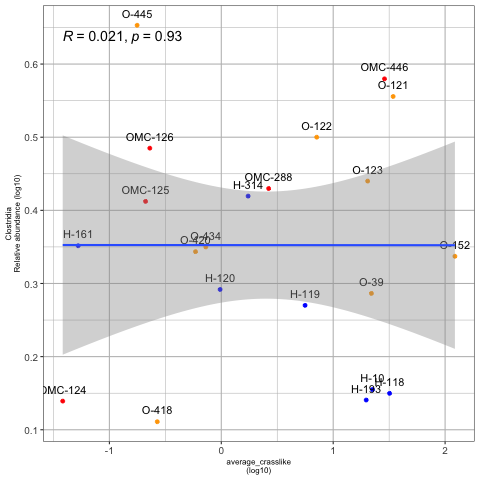 O-445
R = 0.021, p = 0.93
OMC-446
O-121
O-122
OMC-126
O-123
OMC-288
H-314
OMC-125
H-161
O-434
O-420
O-152
H-120
O-39
H-119
H-10
H-118
H-193
OMC-124
O-418
0.6
0.5
0.4
0.3
0.2
0.1
-1
0
1
2
Clostridia
Relative abundance (log10)
average_crasslike
(log10)